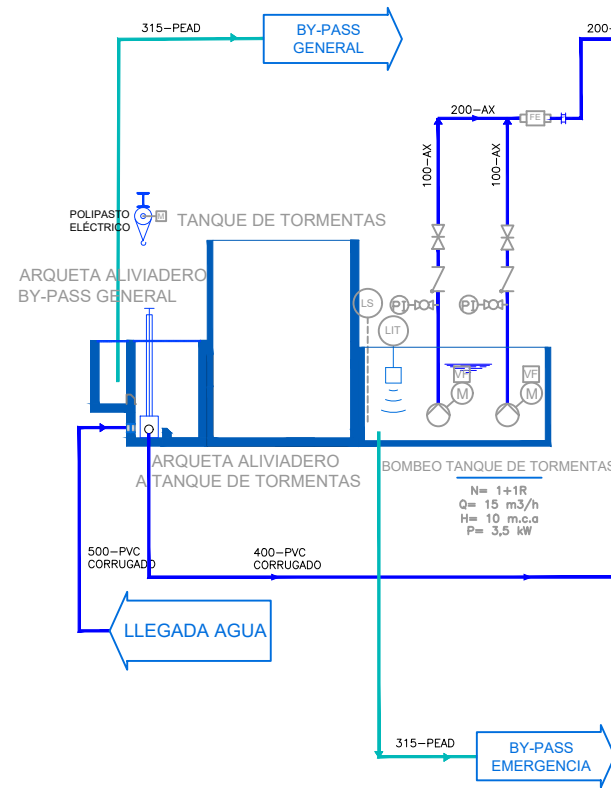 315-PEAD
BY-PASS
GENERAL
200-
200-AX
FE
100-AX
100-AX
POLIPASTO
ELÉCTRICO
M
TANQUE DE TORMENTAS
ARQUETA ALIVIADERO
BY-PASS GENERAL
LS
PI
PI
LIT
VF
VF
M
M
ARQUETA ALIVIADERO
A TANQUE DE TORMENTAS
BOMBEO TANQUE DE TORMENTAS
N= 1+1R
Q= 15 m3/h
H= 10 m.c.a
P= 3,5 kW
500-PVC
CORRUGADO
400-PVC
CORRUGADO
LLEGADA AGUA
315-PEAD
BY-PASS
EMERGENCIA